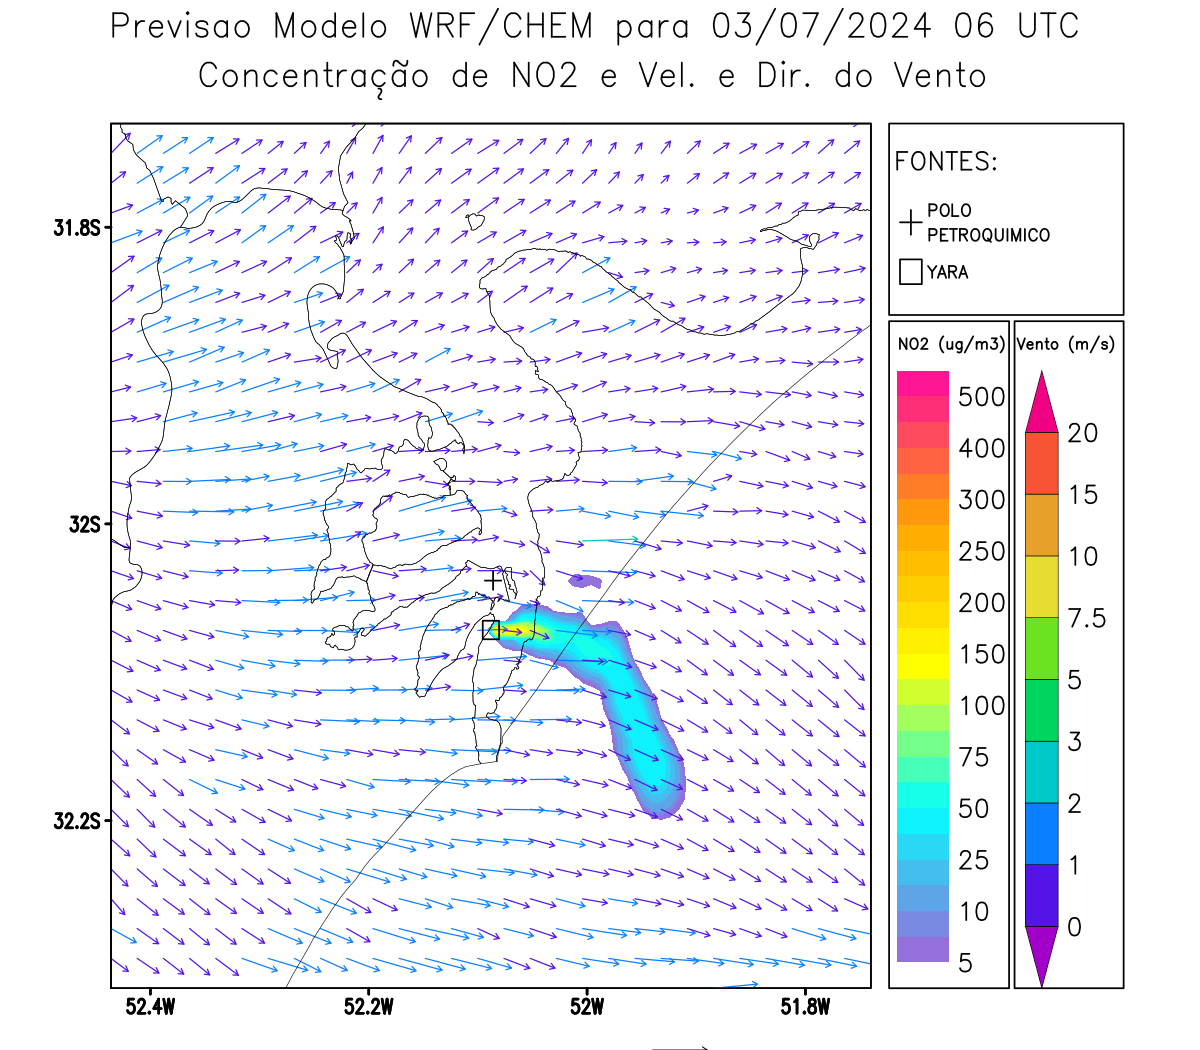 Previsao Modelo WRF/CHEM para 03/07/2024 06 UTC
Concentração de NO2 e Vel. e Dir. do Vento
FONTES:
POLO
PETROQUIMICO
YARA
NO2 (ug/m3)
500
400
300
250
200
150
100
75
50
25
10
5
Vento (m/s)
20
15
10
7.5
5
3
2
1
0
31.8S
32S
32.2S
52.4W
52.2W
52W
51.8W